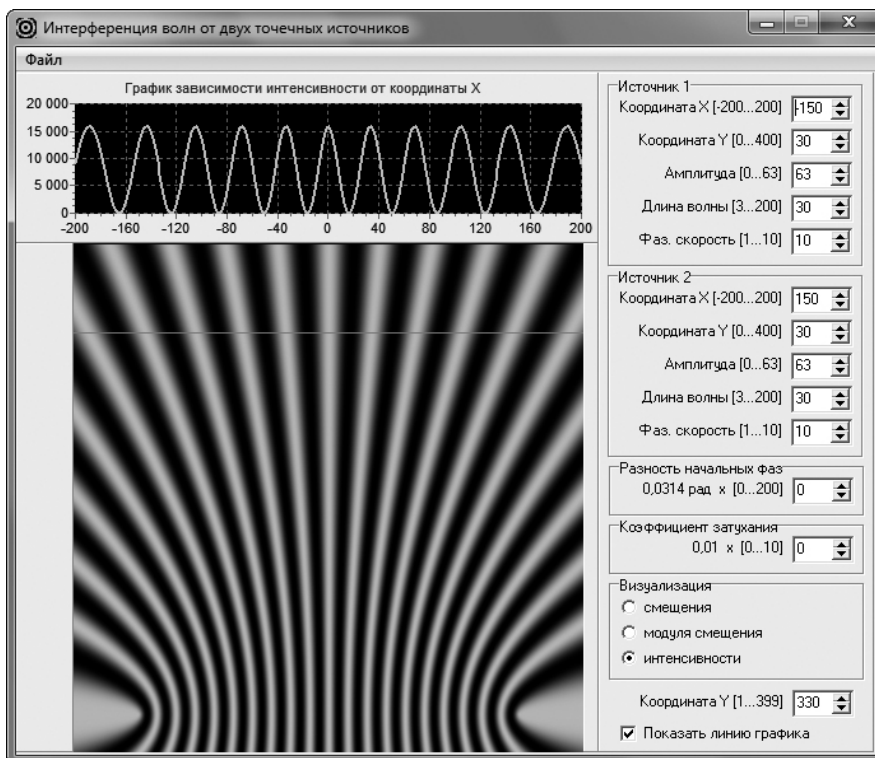 Интерференция волн от двух точечных источников
Файл
График зависимости интенсивности от координаты X
20 000
15 000
10 000
5 000
0
-200 -160 -120 -80 -40 0 40 80 120 160 200
Источник 1
Координата X [-200...200] -150
Координата Y [0...400] 30
Амплитуда [0...63] 63
Длина волны [3...200] 30
Фаз. скорость [1...10] 10
Источник 2
Координата X [-200...200] 150
Координата Y [0...400] 30
Амплитуда [0...63] 63
Длина волны [3...200] 30
Фаз. скорость [1...10] 10
Разность начальных фаз
0,0314 рад x [0...200] 0
Коэффициент затухания
0,01 x [0...10] 0
Визуализация
смещения
модуля смещения
интенсивности
Координата Y [1...399] 330
Показать линию графика